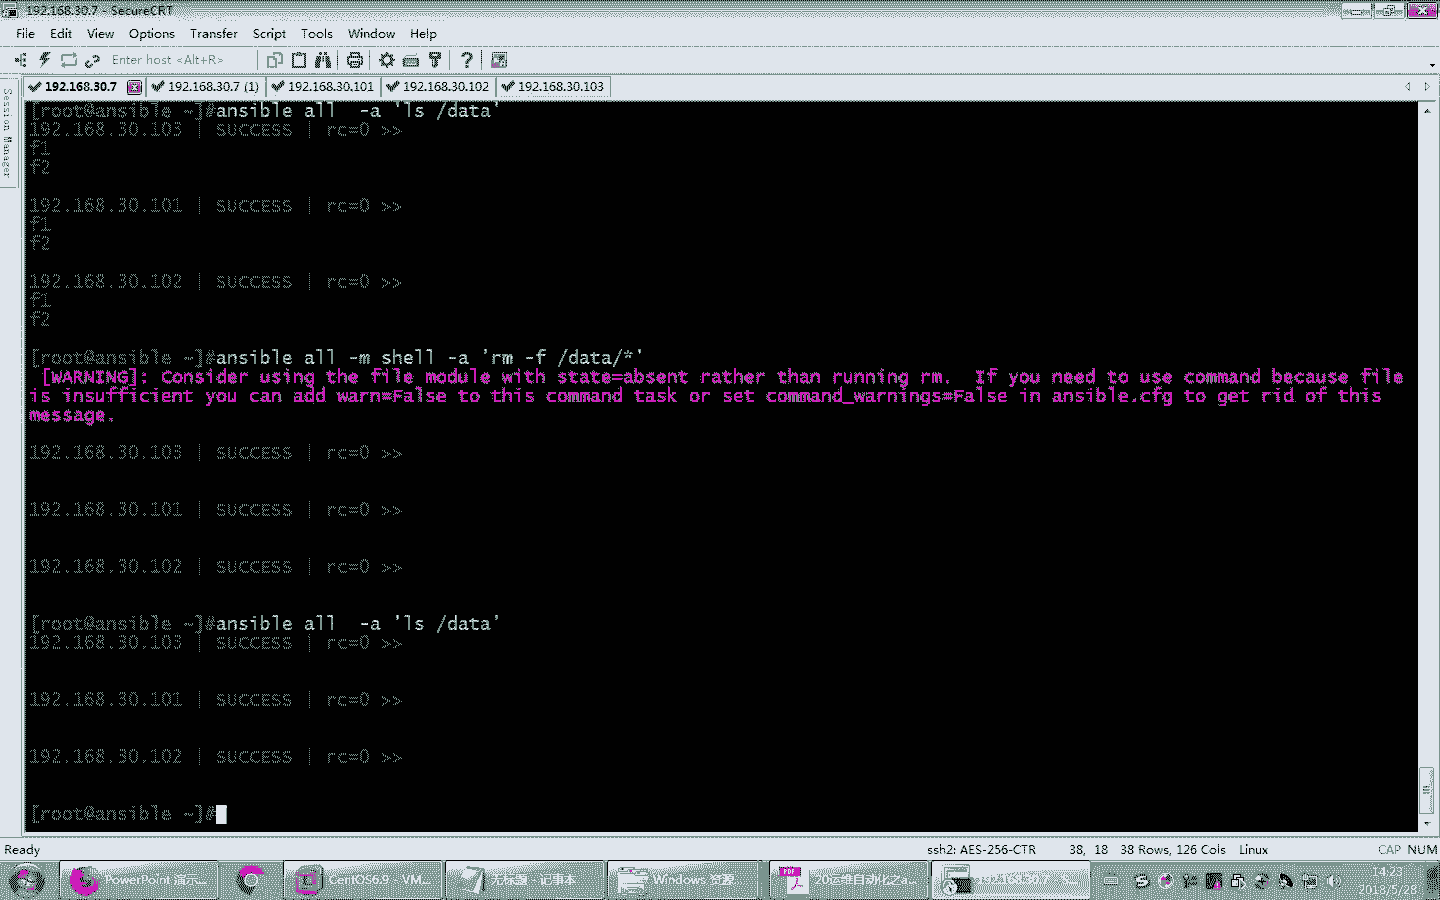 192.168.30.7 - SecureCRT
File Edit View Options Transfer Script Tools Window Help
Enter host <Alt+R>
192.168.30.7 192.168.30.7 (1) 192.168.30.101 192.168.30.102 192.168.30.103
Session Manager
[root@ansible ~]#ansible all  -a 'ls /data'
192.168.30.103 | SUCCESS | rc=0 >>
f1
f2
192.168.30.101 | SUCCESS | rc=0 >>
f1
f2
192.168.30.102 | SUCCESS | rc=0 >>
f1
f2
[root@ansible ~]#ansible all -m shell -a 'rm -f /data/*'
 [WARNING]: Consider using the file module with state=absent rather than running rm.  If you need to use command because file
is insufficient you can add warn=False to this command task or set command_warnings=False in ansible.cfg to get rid of this
message.
192.168.30.103 | SUCCESS | rc=0 >>
192.168.30.101 | SUCCESS | rc=0 >>
192.168.30.102 | SUCCESS | rc=0 >>
[root@ansible ~]#ansible all  -a 'ls /data'
192.168.30.103 | SUCCESS | rc=0 >>
192.168.30.101 | SUCCESS | rc=0 >>
192.168.30.102 | SUCCESS | rc=0 >>
[root@ansible ~]#
Ready ssh2: AES-256-CTR 38, 18 38 Rows, 126 Cols Linux CAP NUM
PowerPoint 演示... CentOS6.9 - VM... 无标题 - 记事本 Windows 资源... 20运维自动化之a... 14:23
2018/5/28